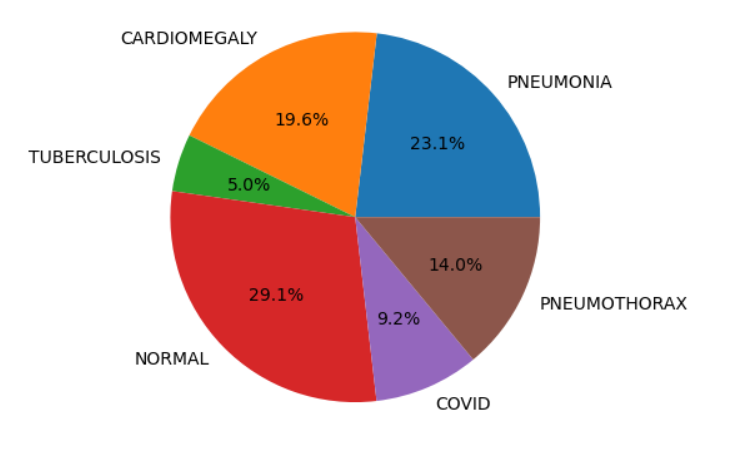 CARDIOMEGALY
PNEUMONIA
19.6%
23.1%
TUBERCULOSIS
5.0%
14.0%
29.1%
PNEUMOTHORAX
9.2%
NORMAL
COVID